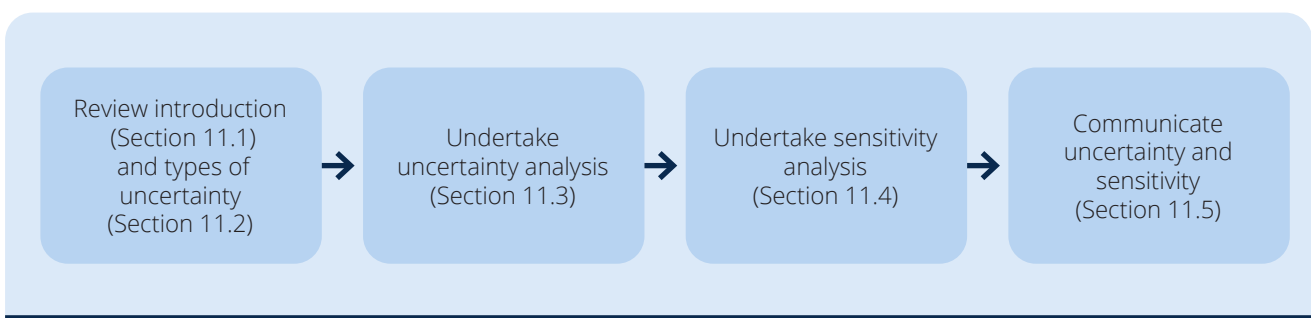 Review introduction
(Section 11.1)
and types of
uncertainty
(Section 11.2)
Undertake
uncertainty analysis
(Section 11.3)
Undertake sensitivity
analysis
(Section 11.4)
Communicate
uncertainty and
sensitivity
(Section 11.5)